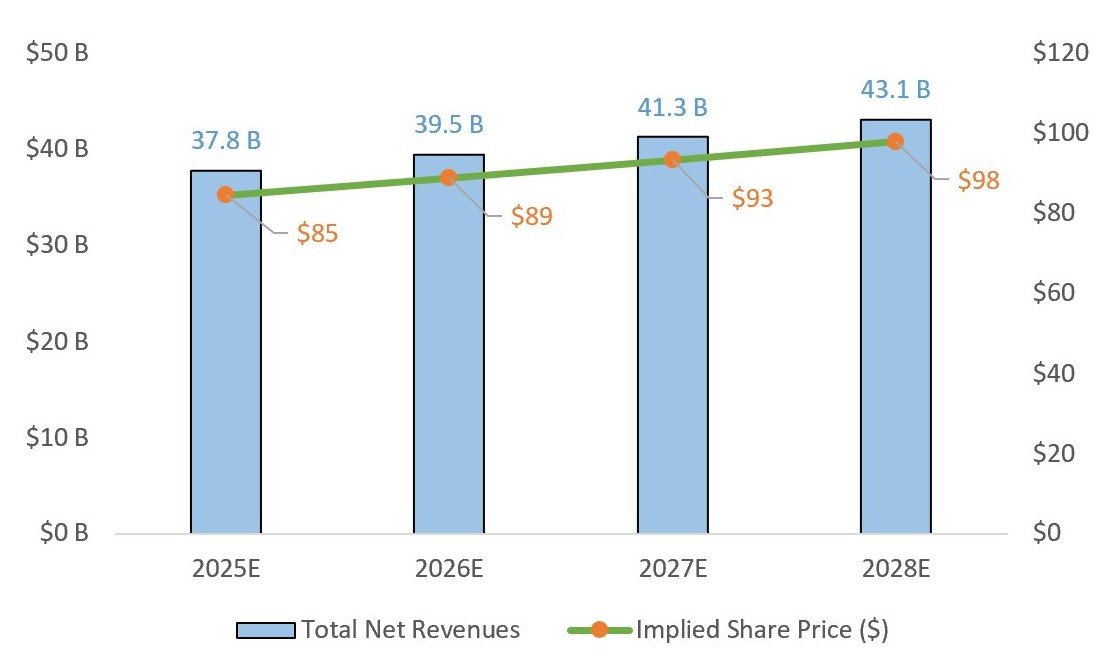 $50 B
$40 B
$30 B
$20 B
$10 B
$0 B
37.8 B
39.5 B
41.3 B
43.1 B
$85
$89
$93
$98
$120
$100
$80
$60
$40
$20
$0
2025E
2026E
2027E
2028E
Total Net Revenues
Implied Share Price ($)